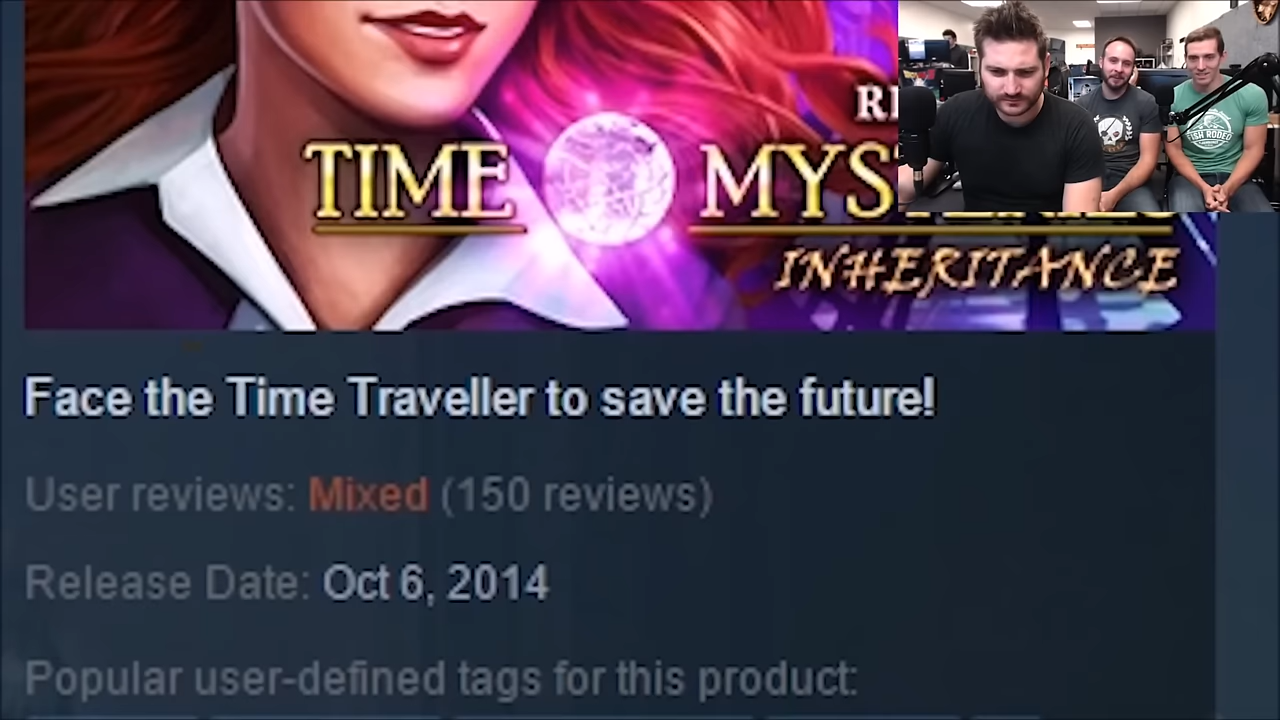 TIME MYSTERIES
INHERITANCE
Face the Time Traveller to save the future!
User reviews: Mixed (150 reviews)
Release Date: Oct 6, 2014
Popular user-defined tags for this product: